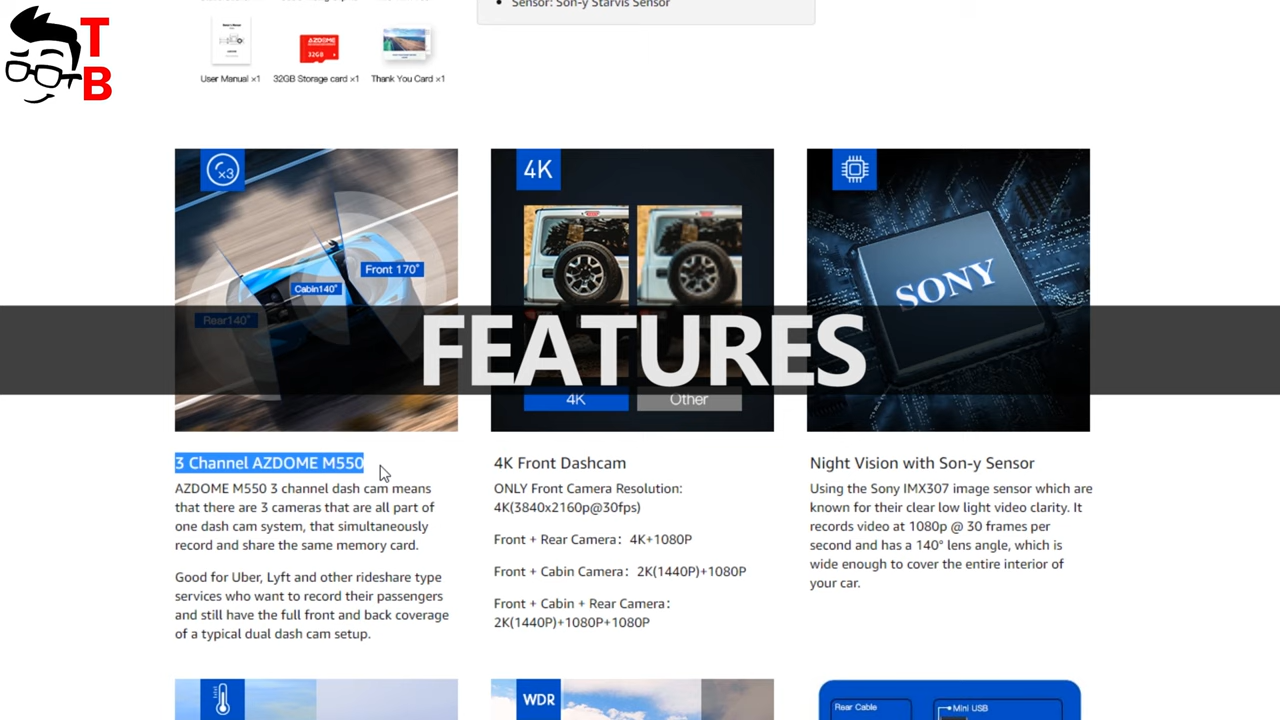 Sensor: Son-y Starvis Sensor
T
B
AZDOME
32GB
User Manual ×1
32GB Storage card ×1
Thank You Card ×1
x3
4K
Front 170°
Cabin140°
Rear140°
SONY
FEATURES
4K
Other
3 Channel AZDOME M550
AZDOME M550 3 channel dash cam means
that there are 3 cameras that are all part of
one dash cam system, that simultaneously
record and share the same memory card.
Good for Uber, Lyft and other rideshare type
services who want to record their passengers
and still have the full front and back coverage
of a typical dual dash cam setup.
4K Front Dashcam
ONLY Front Camera Resolution:
4K(3840x2160p@30fps)
Front + Rear Camera：4K+1080P
Front + Cabin Camera：2K(1440P)+1080P
Front + Cabin + Rear Camera：
2K(1440P)+1080P+1080P
Night Vision with Son-y Sensor
Using the Sony IMX307 image sensor which are
known for their clear low light video clarity. It
records video at 1080p @ 30 frames per
second and has a 140° lens angle, which is
wide enough to cover the entire interior of
your car.
WDR
Rear Cable
Mini USB